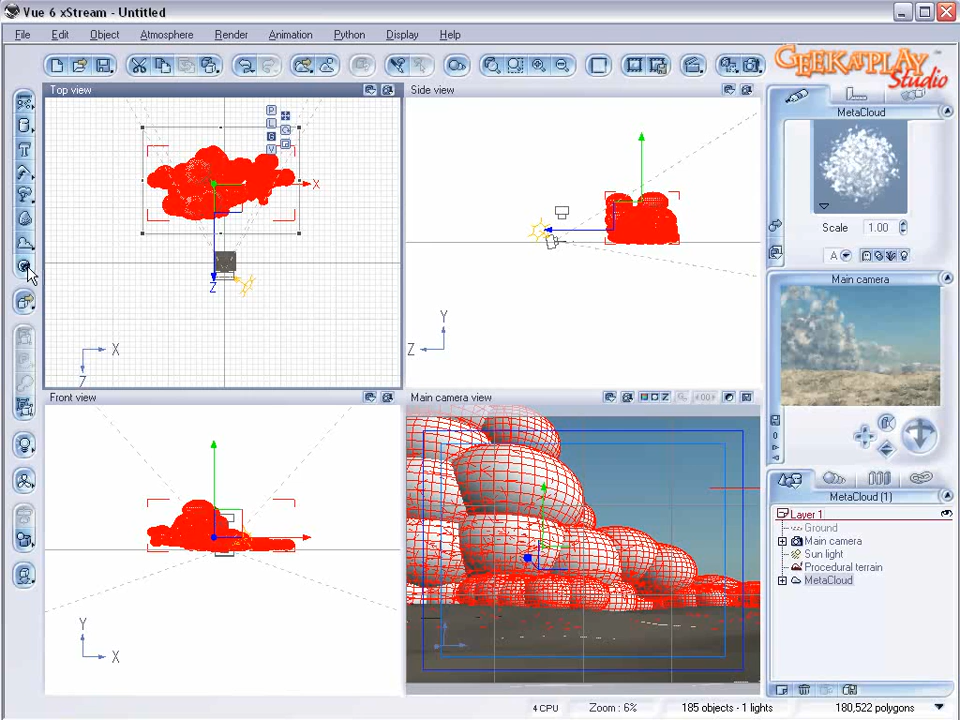 Vue 6 xStream - Untitled
File Edit Object Atmosphere Render Animation Python Display Help
GEEKATPLAY
Studio
Top view
Side view
MetaCloud
P
L
G
V
X
Z
X
Z
Y
Z
Scale 1.00
A
Main camera
Front view
Main camera view
Y
X
0
MetaCloud (1)
Layer 1
Ground
Main camera
Sun light
Procedural terrain
MetaCloud
4 CPU Zoom : 6% 185 objects - 1 lights 180,522 polygons